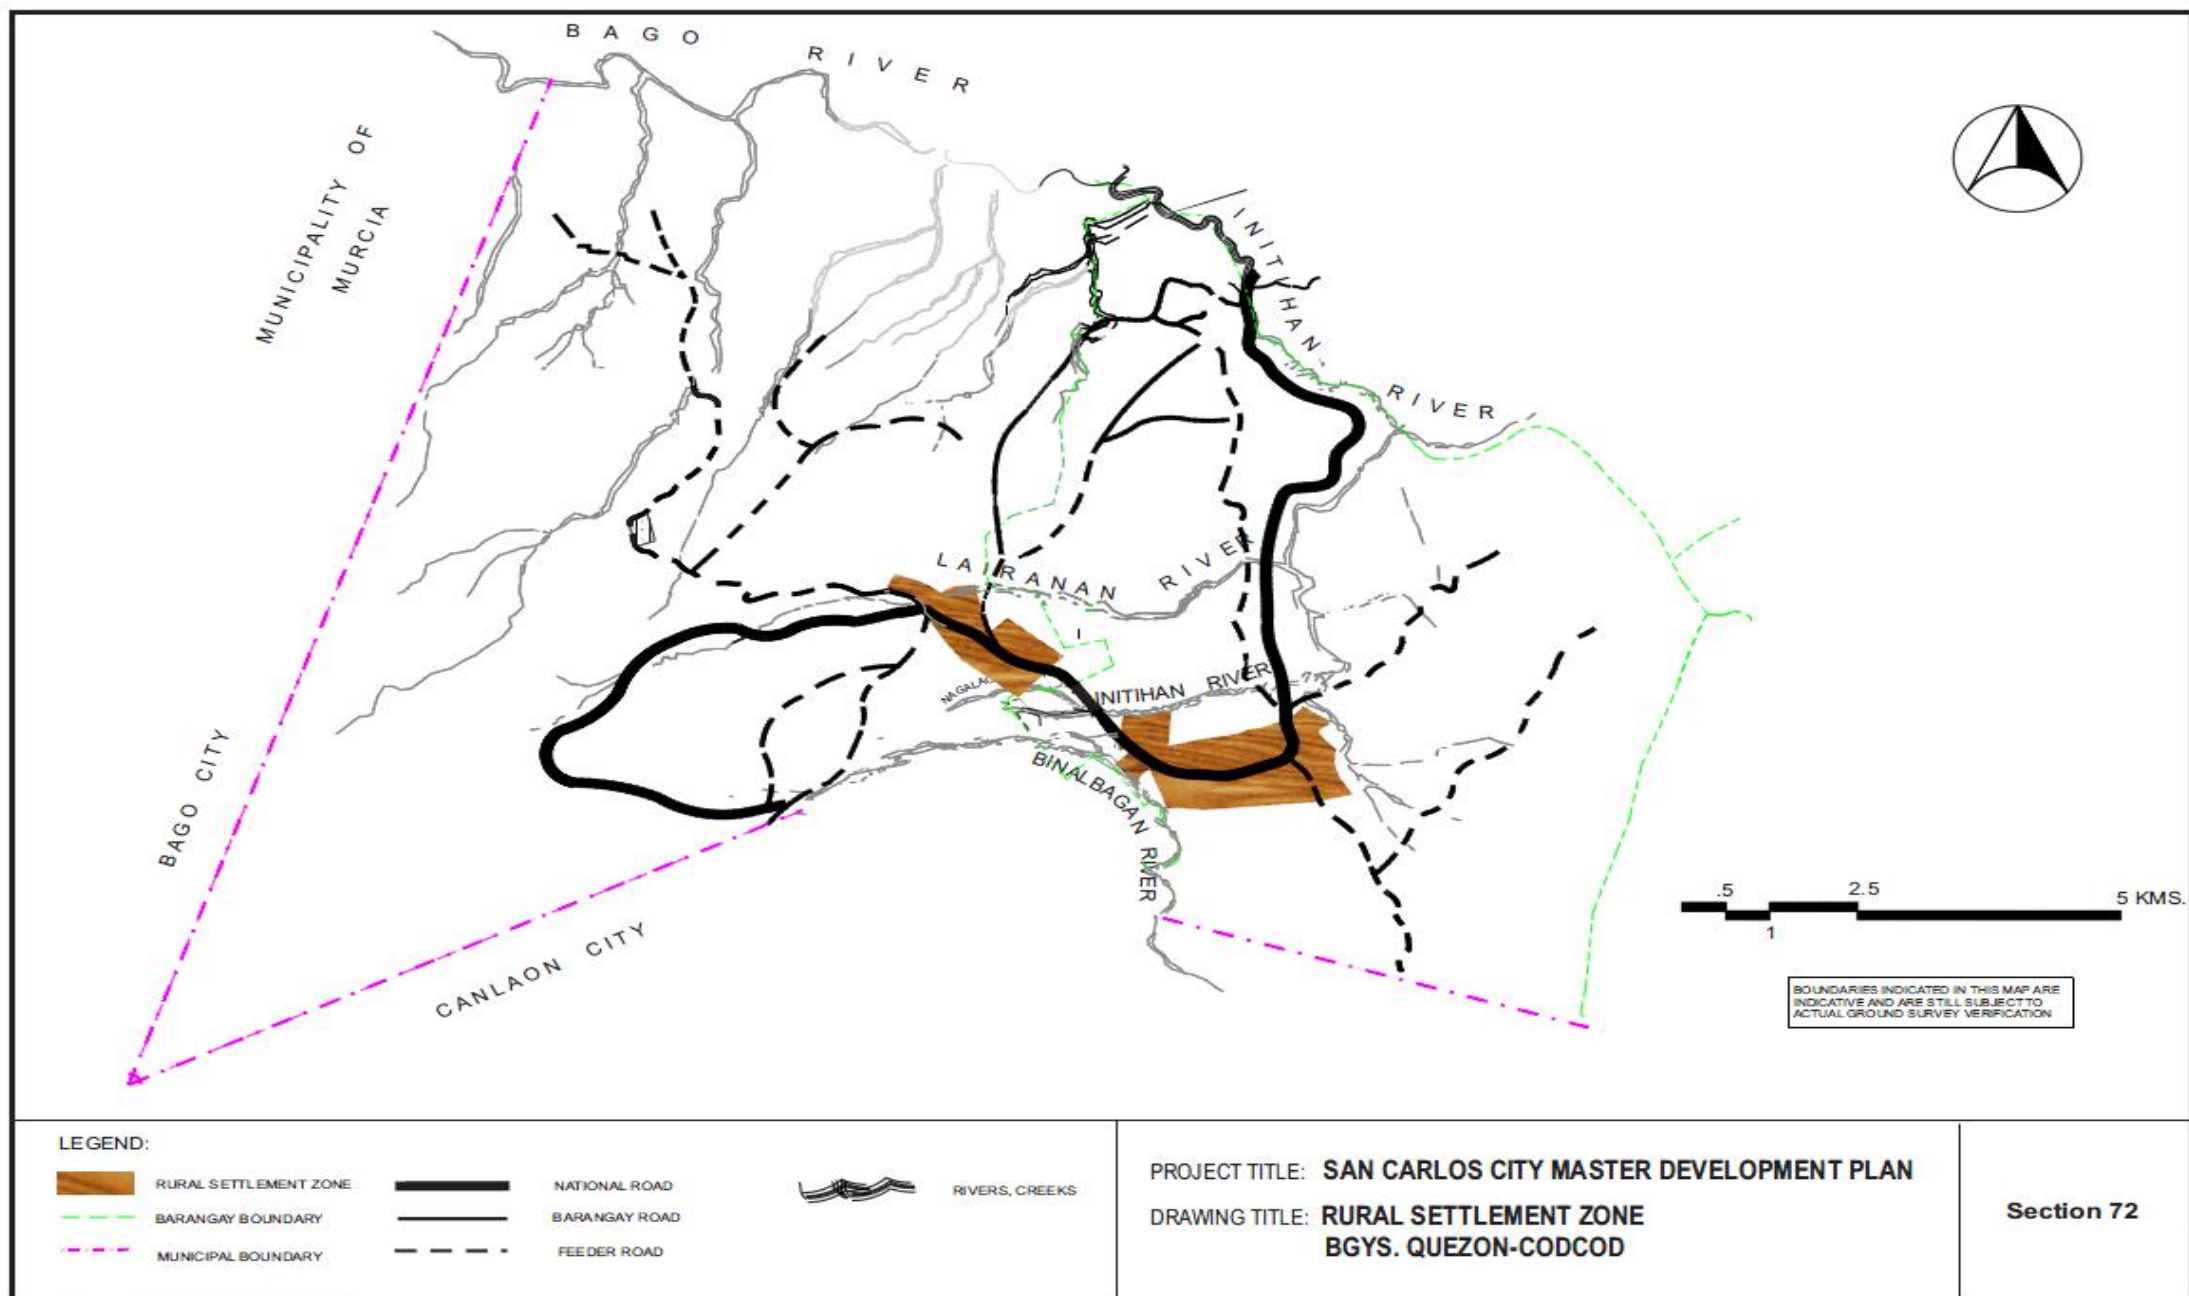 BAGO RIVER
MUNICIPALITY OF
MURCIA
INITIHAN RIVER
RIVER
INITIHAN RIVER
BINALBAGAN RIVER
BAGO CITY
CANLAON CITY
.5 2.5 5 KMS.
1
BOUNDARIES INDICATED IN THIS MAP ARE
INDICATIVE AND ARE STILL SUBJECT TO
ACTUAL GROUND SURVEY VERIFICATION
LEGEND:
RURAL SETTLEMENT ZONE
BARANGAY BOUNDARY
MUNICIPAL BOUNDARY
NATIONAL ROAD
BARANGAY ROAD
FEEDER ROAD
RIVERS, CREEKS
PROJECT TITLE: SAN CARLOS CITY MASTER DEVELOPMENT PLAN
DRAWING TITLE: RURAL SETTLEMENT ZONE
BGYS. QUEZON-CODCOD
Section 72